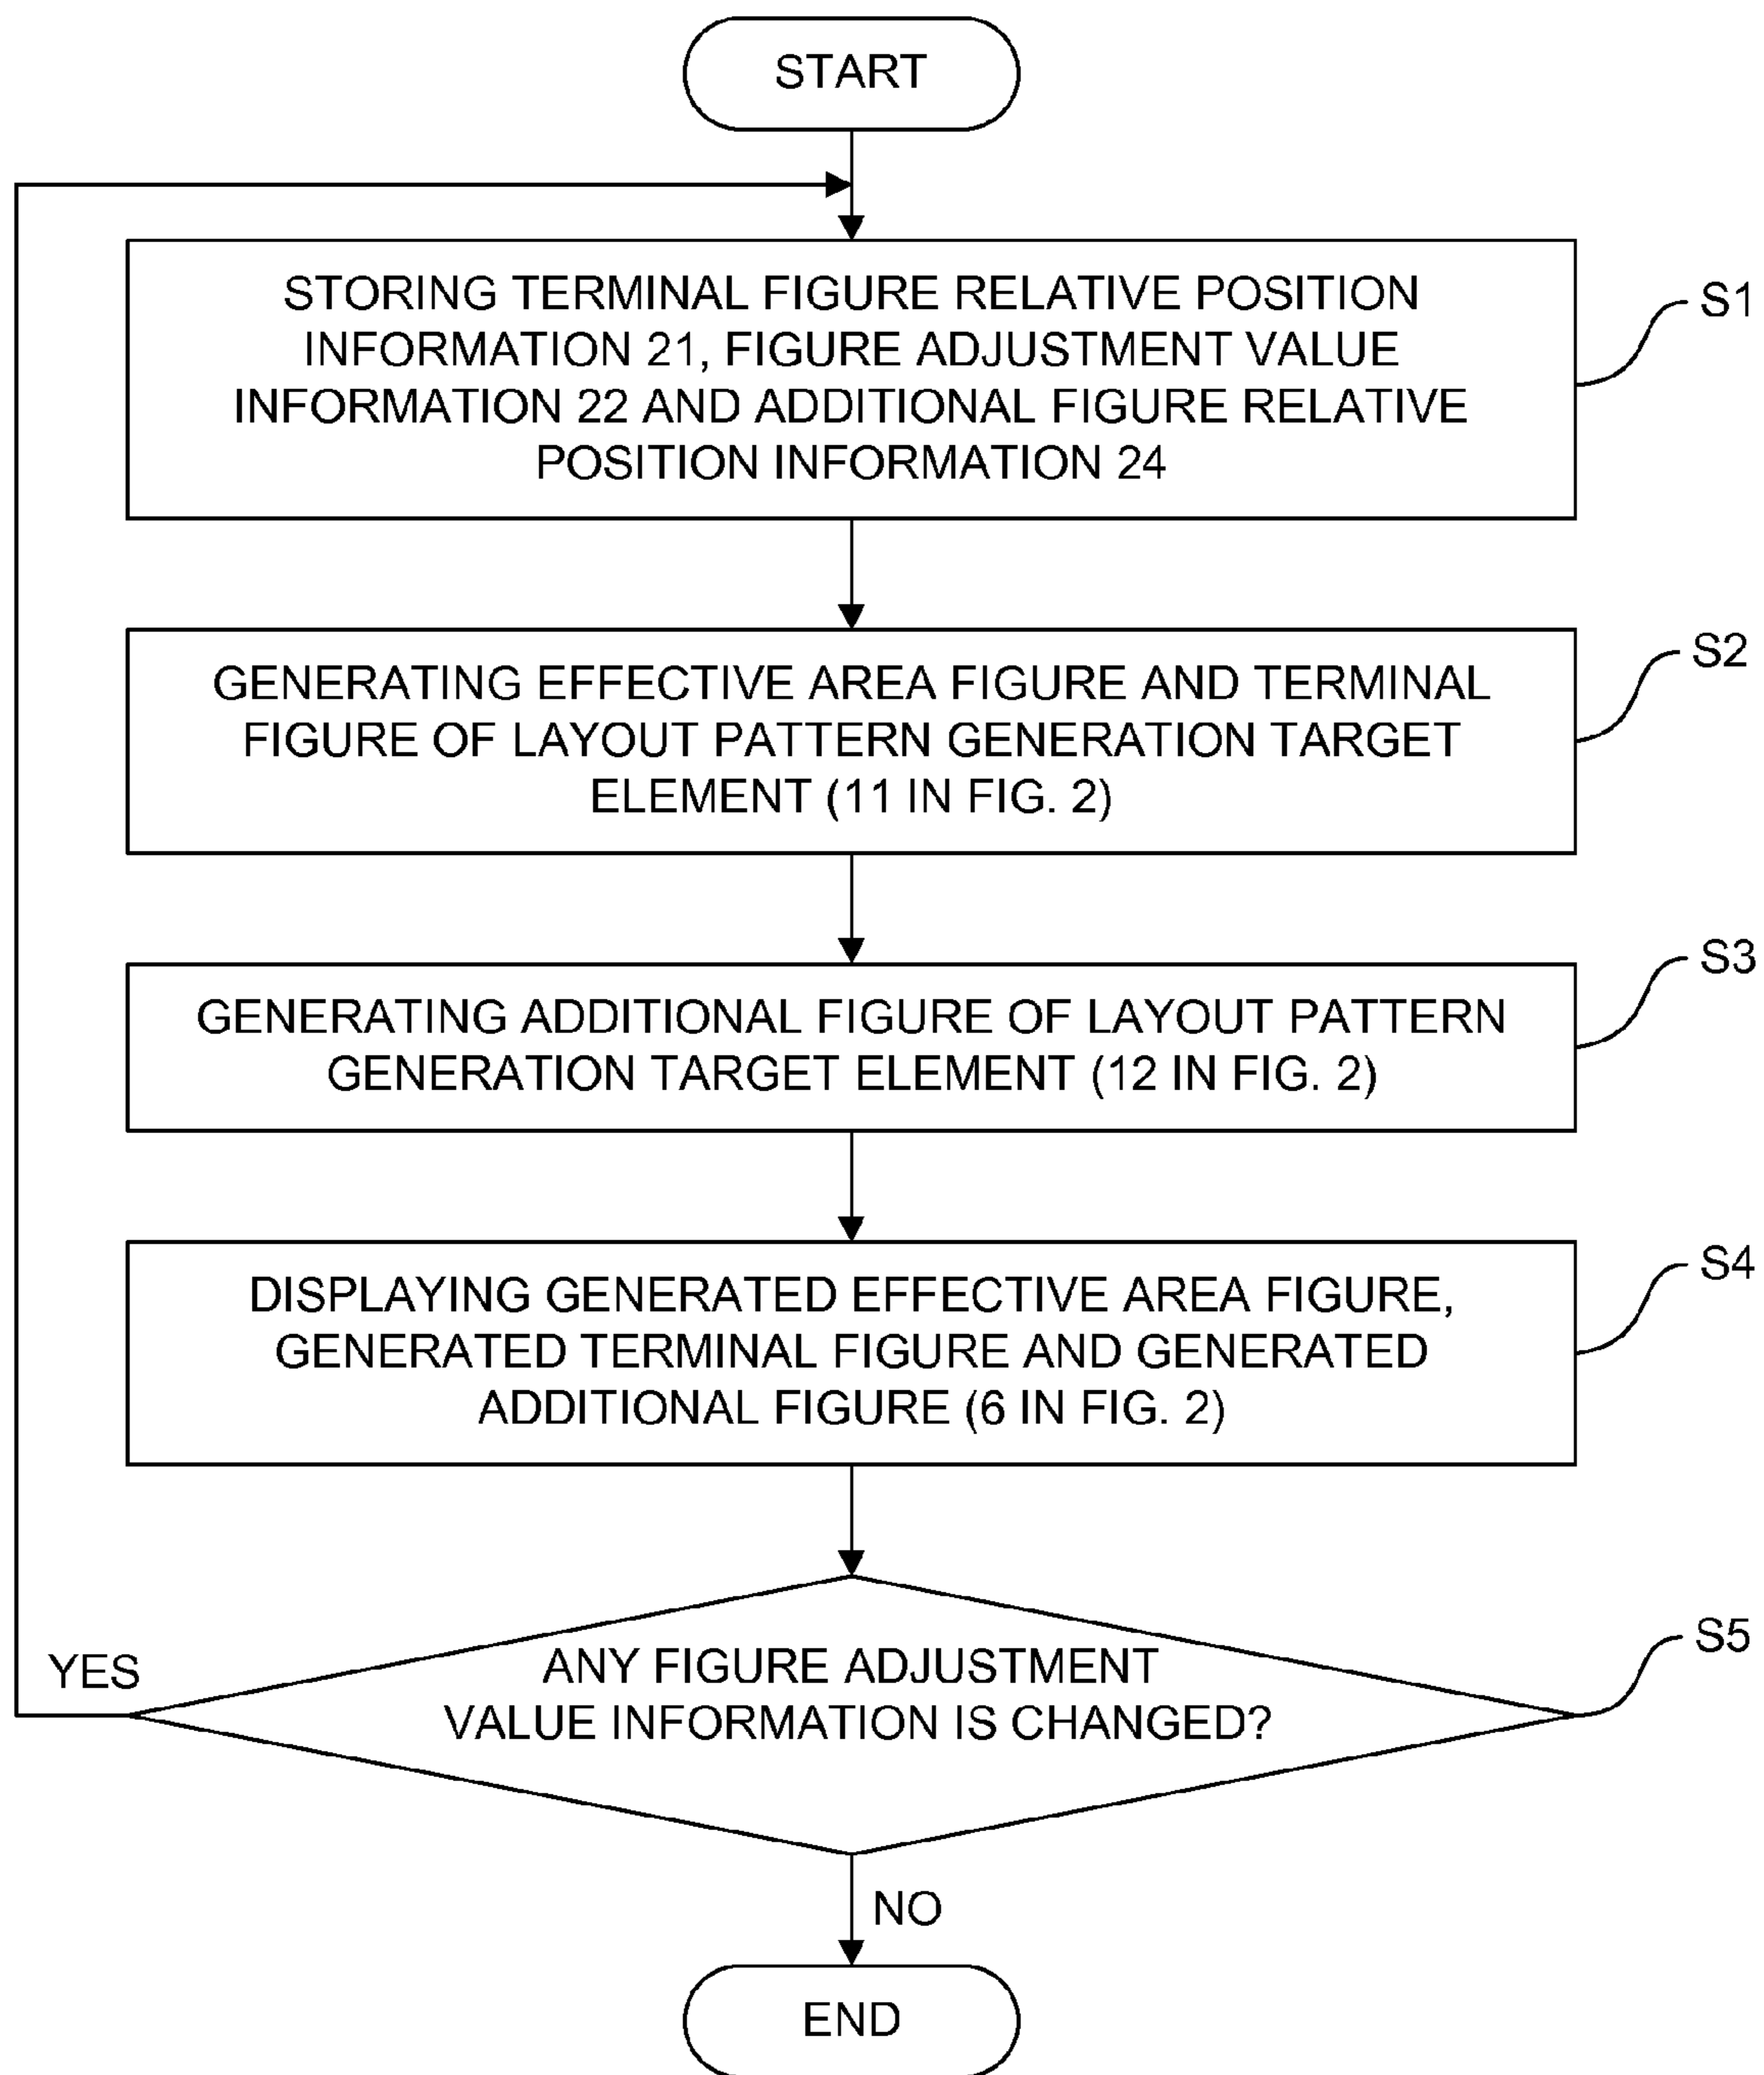 START
STORING TERMINAL FIGURE RELATIVE POSITION
INFORMATION 21, FIGURE ADJUSTMENT VALUE
INFORMATION 22 AND ADDITIONAL FIGURE RELATIVE
POSITION INFORMATION 24
S1
GENERATING EFFECTIVE AREA FIGURE AND TERMINAL
FIGURE OF LAYOUT PATTERN GENERATION TARGET
ELEMENT (11 IN FIG. 2)
S2
GENERATING ADDITIONAL FIGURE OF LAYOUT PATTERN
GENERATION TARGET ELEMENT (12 IN FIG. 2)
S3
DISPLAYING GENERATED EFFECTIVE AREA FIGURE,
GENERATED TERMINAL FIGURE AND GENERATED
ADDITIONAL FIGURE (6 IN FIG. 2)
S4
ANY FIGURE ADJUSTMENT
VALUE INFORMATION IS CHANGED?
S5
YES
NO
END